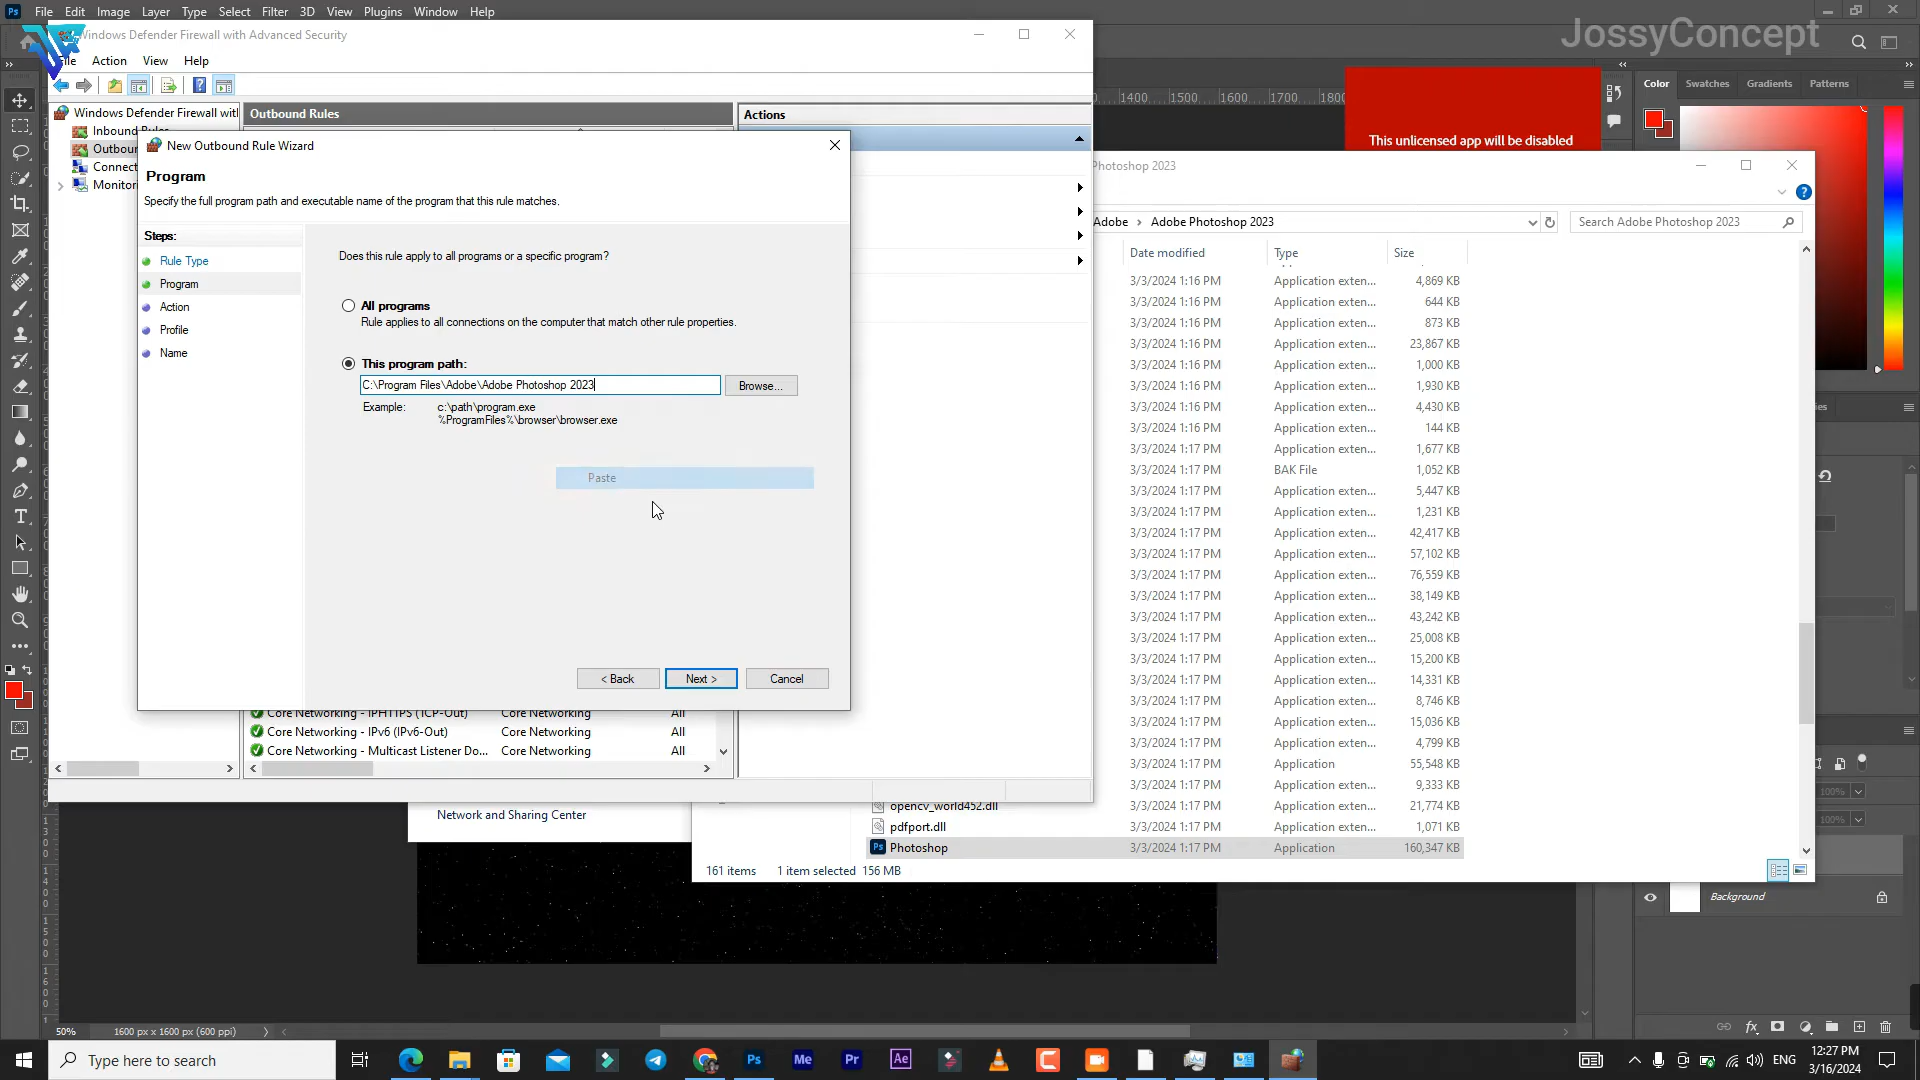 Ps File Edit Image Layer Type Select Filter 3D View Plugins Window Help
JossyConcept
Windows Defender Firewall with Advanced Security
Action View Help
Windows Defender Firewall witl
Inbound Rules
Outboun
Connect
Monitori
Outbound Rules
Actions
New Outbound Rule Wizard
Program
Specify the full program path and executable name of the program that this rule matches.
Steps:
Rule Type
Program
Action
Profile
Name
Does this rule apply to all programs or a specific program?
All programs
Rule applies to all connections on the computer that match other rule properties.
This program path:
C:\Program Files\Adobe\Adobe Photoshop 2023
Browse...
Example:
c:\path\program.exe
%ProgramFiles%\browser\browser.exe
Paste
< Back
Next >
Cancel
Core Networking - IPHTTPS (TCP-Out) Core Networking All
Core Networking - IPv6 (IPv6-Out) Core Networking All
Core Networking - Multicast Listener Do... Core Networking All
Network and Sharing Center
1400 1500 1600 1700 1800
This unlicensed app will be disabled
Color Swatches Gradients Patterns
Photoshop 2023
Adobe > Adobe Photoshop 2023
Search Adobe Photoshop 2023
Date modified Type Size
3/3/2024 1:16 PM Application exten... 4,869 KB
3/3/2024 1:16 PM Application exten... 644 KB
3/3/2024 1:16 PM Application exten... 873 KB
3/3/2024 1:16 PM Application exten... 23,867 KB
3/3/2024 1:16 PM Application exten... 1,000 KB
3/3/2024 1:16 PM Application exten... 1,930 KB
3/3/2024 1:16 PM Application exten... 4,430 KB
3/3/2024 1:16 PM Application exten... 144 KB
3/3/2024 1:17 PM Application exten... 1,677 KB
3/3/2024 1:17 PM BAK File 1,052 KB
3/3/2024 1:17 PM Application exten... 5,447 KB
3/3/2024 1:17 PM Application exten... 1,231 KB
3/3/2024 1:17 PM Application exten... 42,417 KB
3/3/2024 1:17 PM Application exten... 57,102 KB
3/3/2024 1:17 PM Application exten... 76,559 KB
3/3/2024 1:17 PM Application exten... 38,149 KB
3/3/2024 1:17 PM Application exten... 43,242 KB
3/3/2024 1:17 PM Application exten... 25,008 KB
3/3/2024 1:17 PM Application exten... 15,200 KB
3/3/2024 1:17 PM Application exten... 14,331 KB
3/3/2024 1:17 PM Application exten... 8,746 KB
3/3/2024 1:17 PM Application exten... 15,036 KB
3/3/2024 1:17 PM Application exten... 4,799 KB
3/3/2024 1:17 PM Application 55,548 KB
3/3/2024 1:17 PM Application exten... 9,333 KB
opencv_world452.dll 3/3/2024 1:17 PM Application exten... 21,774 KB
pdfport.dll 3/3/2024 1:17 PM Application exten... 1,071 KB
Photoshop 3/3/2024 1:17 PM Application 160,347 KB
161 items 1 item selected 156 MB
100%
100%
Background
50% 1600 px x 1600 px (600 ppi)
Type here to search
Ps Me Pr Ae
ENG
12:27 PM
3/16/2024